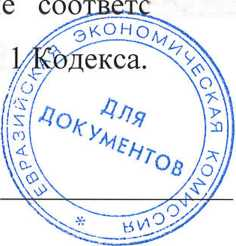 е соответс
1 Кодекса.
ЕВРАЗИЙСКАЯ ЭКОНОМИЧЕСКАЯ КОМИССИЯ *
ДЛЯ
ДОКУМЕНТОВ